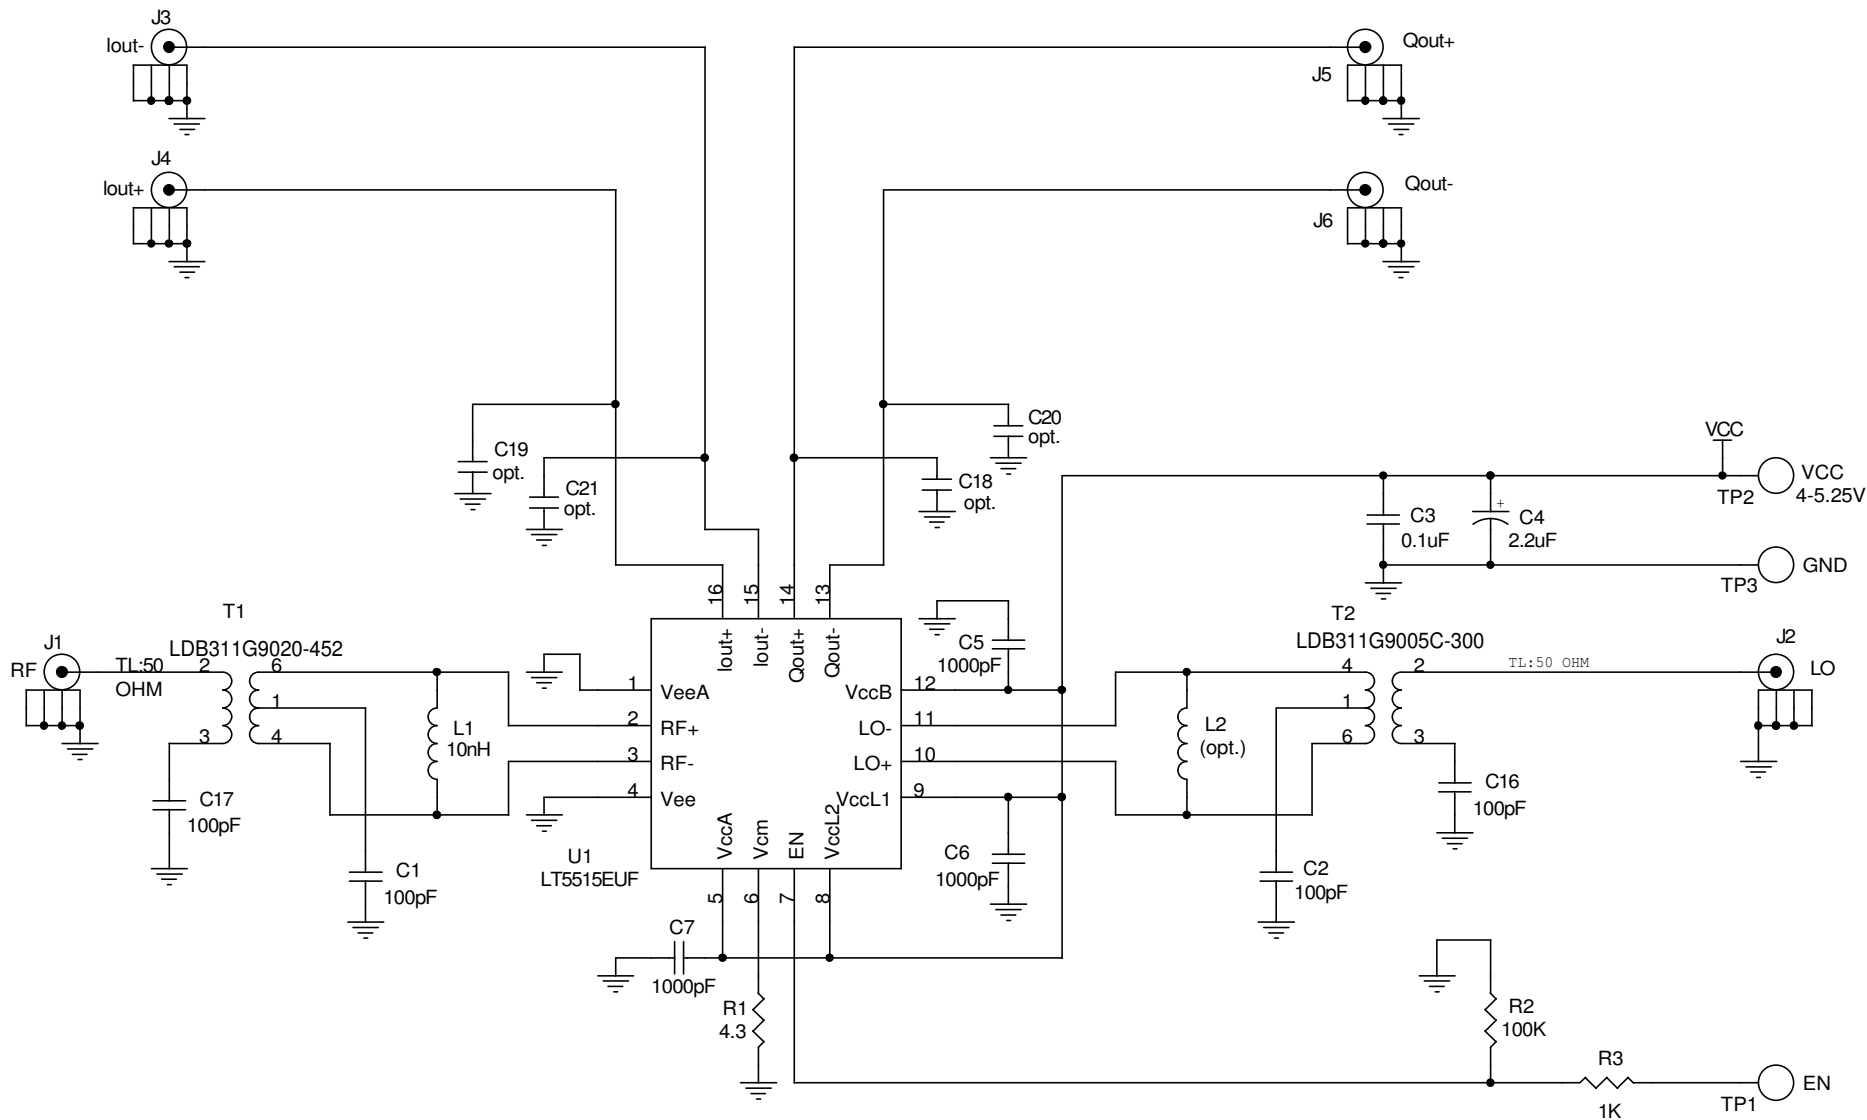 J3
Iout-
Qout+
J5
J4
Iout+
Qout-
J6
C20
opt.
C19
opt.
C21
opt.
C18
opt.
VCC
VCC
4-5.25V
TP2
C3
0.1uF
+
C4
2.2uF
GND
TP3
16
15
14
13
Iout+
Iout-
Qout+
Qout-
T1
LDB311G9020-452
J1
RF
TL:50
OHM
2
3
6
1
4
L1
10nH
C17
100pF
C1
100pF
1
2
3
4
VeeA
RF+
RF-
Vee
VccB
LO-
LO+
VccL1
12
11
10
9
C5
1000pF
C6
1000pF
VccA
Vcm
EN
VccL2
U1
LT5515EUF
5
6
7
8
C7
1000pF
R1
4.3
T2
LDB311G9005C-300
L2
(opt.)
4
1
6
2
3
TL:50 OHM
J2
LO
C16
100pF
C2
100pF
R2
100K
R3
1K
EN
TP1